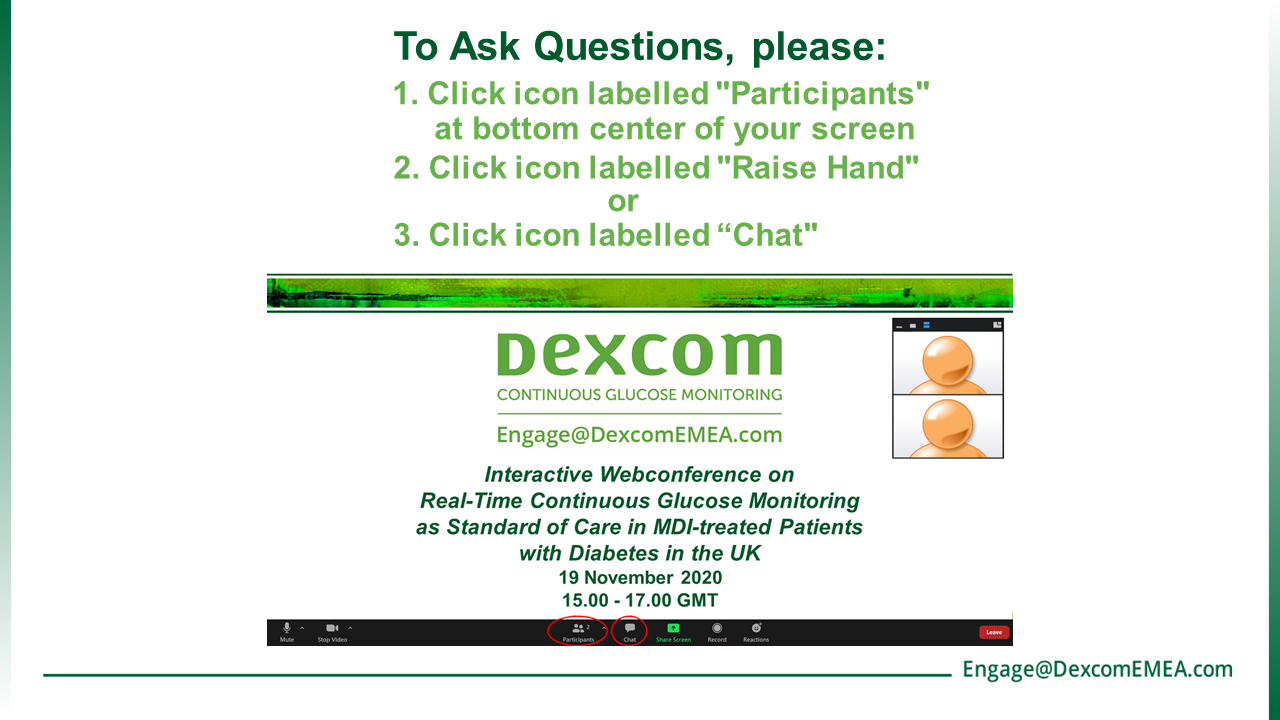 To Ask Questions, please:
1. Click icon labelled "Participants"
at bottom center of your screen
2. Click icon labelled "Raise Hand"
or
3. Click icon labelled “Chat"
Dexcom
CONTINUOUS GLUCOSE MONITORING
Engage@DexcomEMEA.com
Interactive Webconference on
Real-Time Continuous Glucose Monitoring
as Standard of Care in MDI-treated Patients
with Diabetes in the UK
19 November 2020
15.00 - 17.00 GMT
Mute Stop Video Participants 2 Chat Share Screen Record Reactions Leave
Engage@DexcomEMEA.com